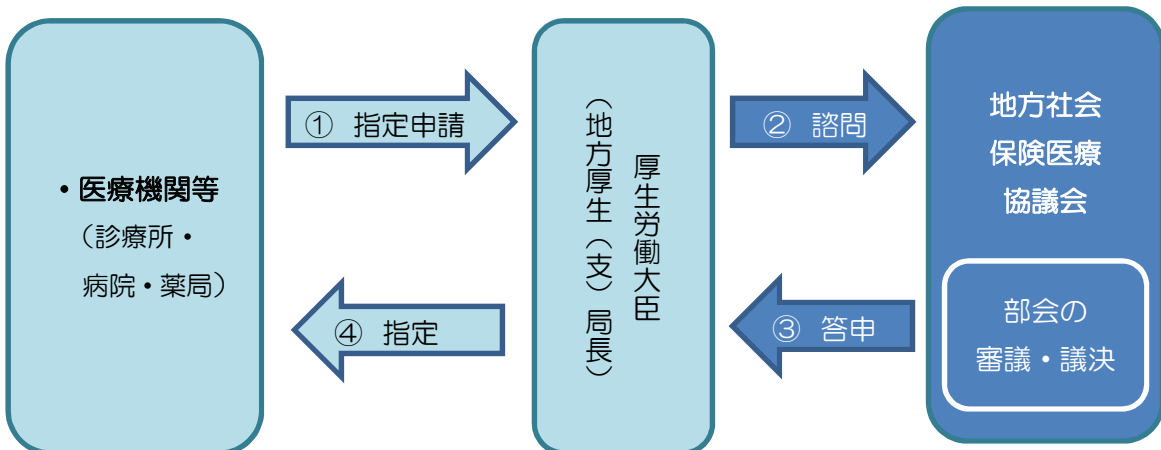 ・医療機関等
（診療所・
病院・薬局）
① 指定申請
④ 指定
厚生労働大臣
（地方厚生（支）局長）
② 諮問
③ 答申
地方社会
保険医療
協議会
部会の
審議・議決